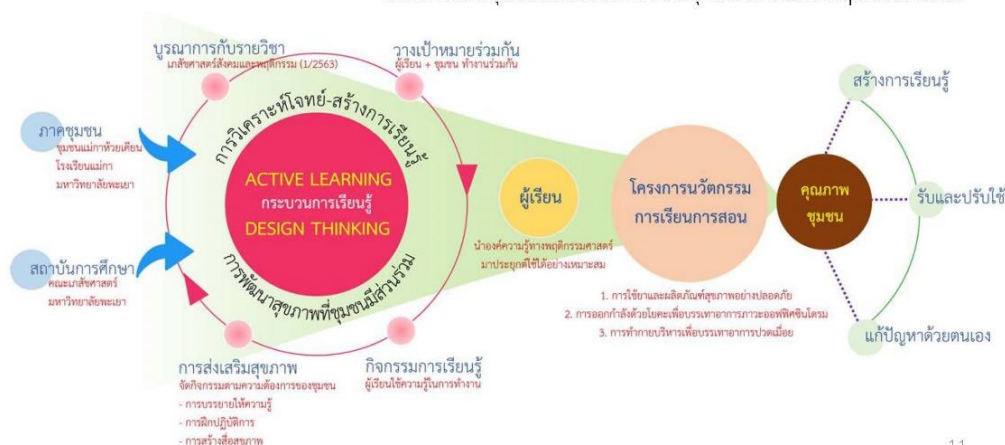 บูรณาการกับรายวิชา
เภสัชศาสตร์สังคมและพฤติกรรม (1/2563)
วางเป้าหมายร่วมกัน
ผู้เรียน + ชุมชน ทำงานร่วมกัน
ภาคชุมชน
ชุมชนแม่กาห้วยเคียน
โรงเรียนแม่กา
มหาวิทยาลัยพะเยา
สถาบันการศึกษา
คณะเภสัชศาสตร์
มหาวิทยาลัยพะเยา
การวิเคราะห์โจทย์-สร้างการเรียนรู้
ACTIVE LEARNING
กระบวนการเรียนรู้
DESIGN THINKING
การพัฒนาสุขภาพที่ชุมชนมีส่วนร่วม
การส่งเสริมสุขภาพ
จัดกิจกรรมตามความต้องการของชุมชน
- การบรรยายให้ความรู้
- การฝึกปฏิบัติการ
- การสร้างสื่อสุขภาพ
กิจกรรมการเรียนรู้
ผู้เรียนใช้ความรู้ในการทำงาน
ผู้เรียน
นำองค์ความรู้ทางพฤติกรรมศาสตร์
มาประยุกต์ใช้ได้อย่างเหมาะสม
โครงการนวัตกรรม
การเรียนการสอน
1. การใช้ยาและผลิตภัณฑ์สุขภาพอย่างปลอดภัย
2. การออกกำลังด้วยโยคะเพื่อบรรเทาอาการภาวะออฟฟิศซินโดรม
3. การทำกายบริหารเพื่อบรรเทาอาการปวดเมื่อย
คุณภาพ
ชุมชน
สร้างการเรียนรู้
รับและปรับใช้
แก้ปัญหาด้วยตนเอง
11